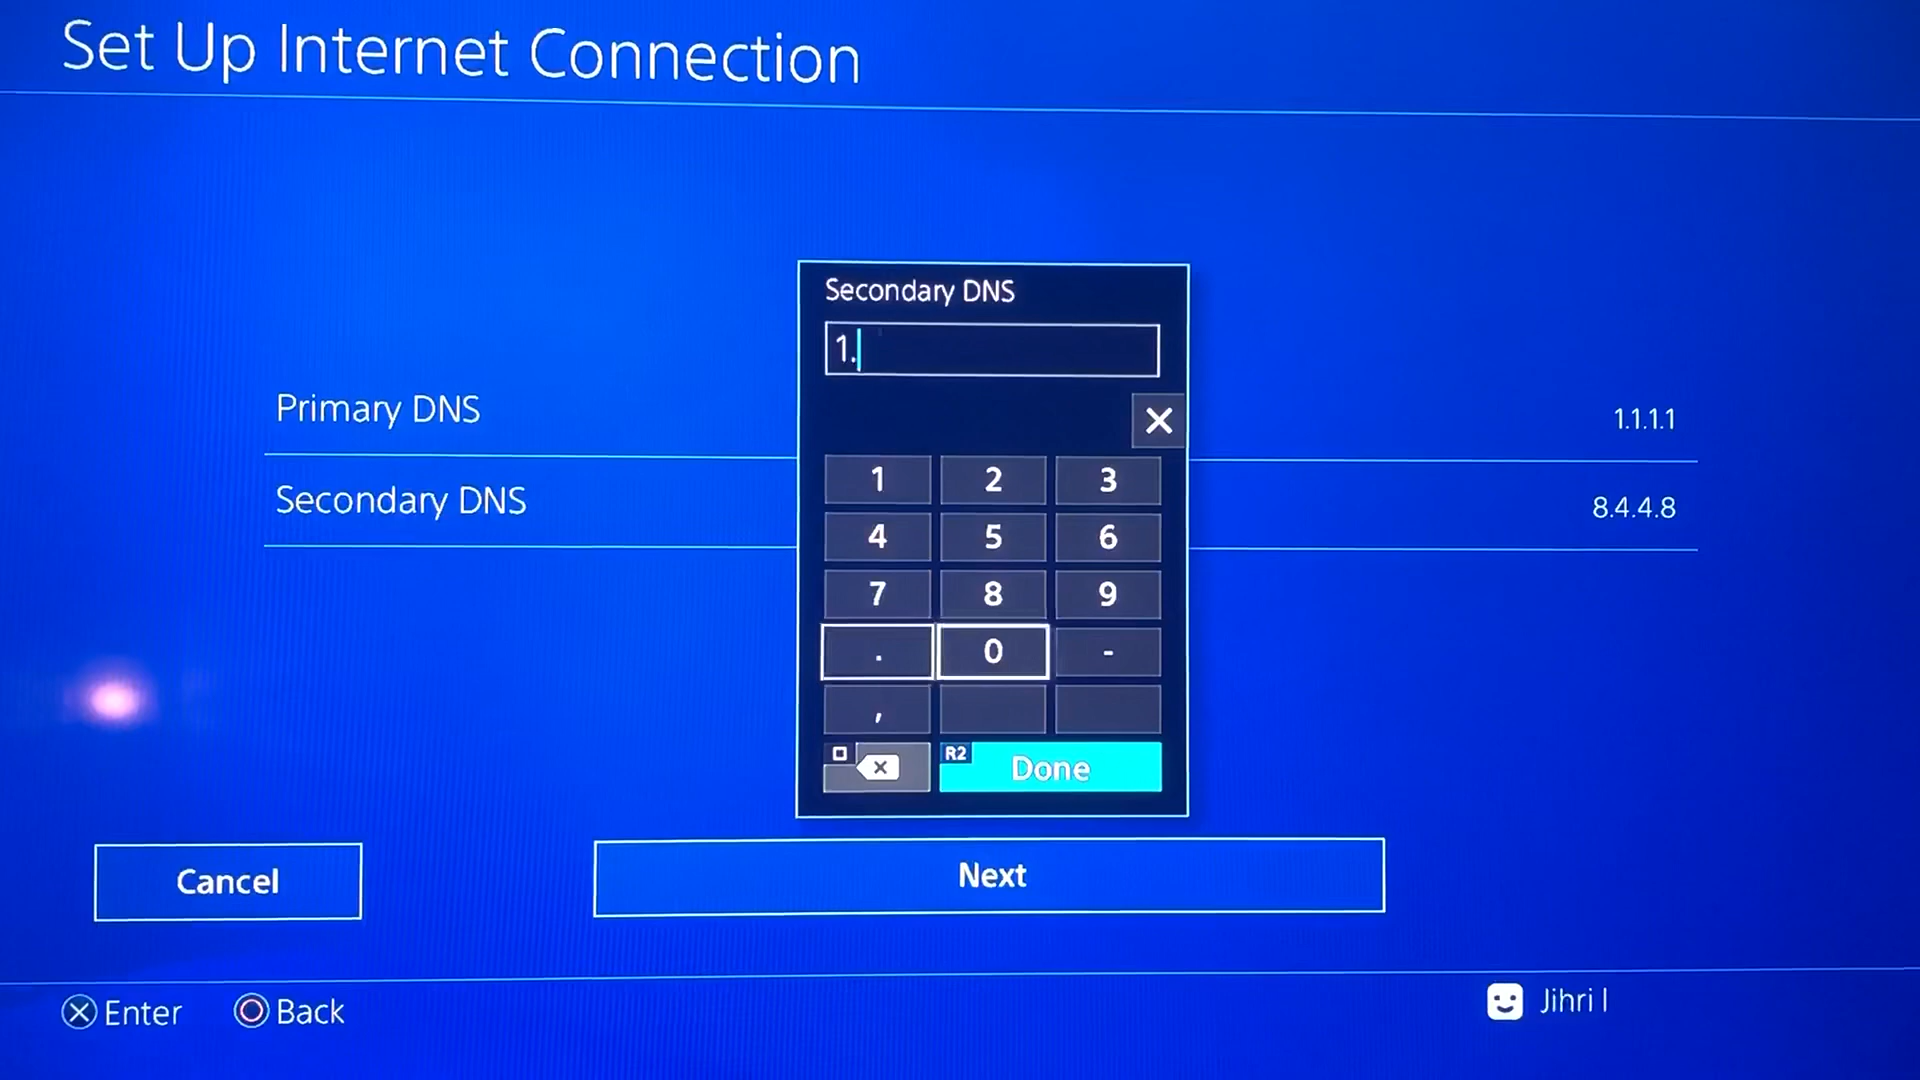 Set Up Internet Connection
Secondary DNS
1.
Primary DNS
1.1.1.1
Secondary DNS
8.4.4.8
1 2 3
4 5 6
7 8 9
. 0 -
,
R2 Done
Cancel
Next
Enter
Back
Jihri I